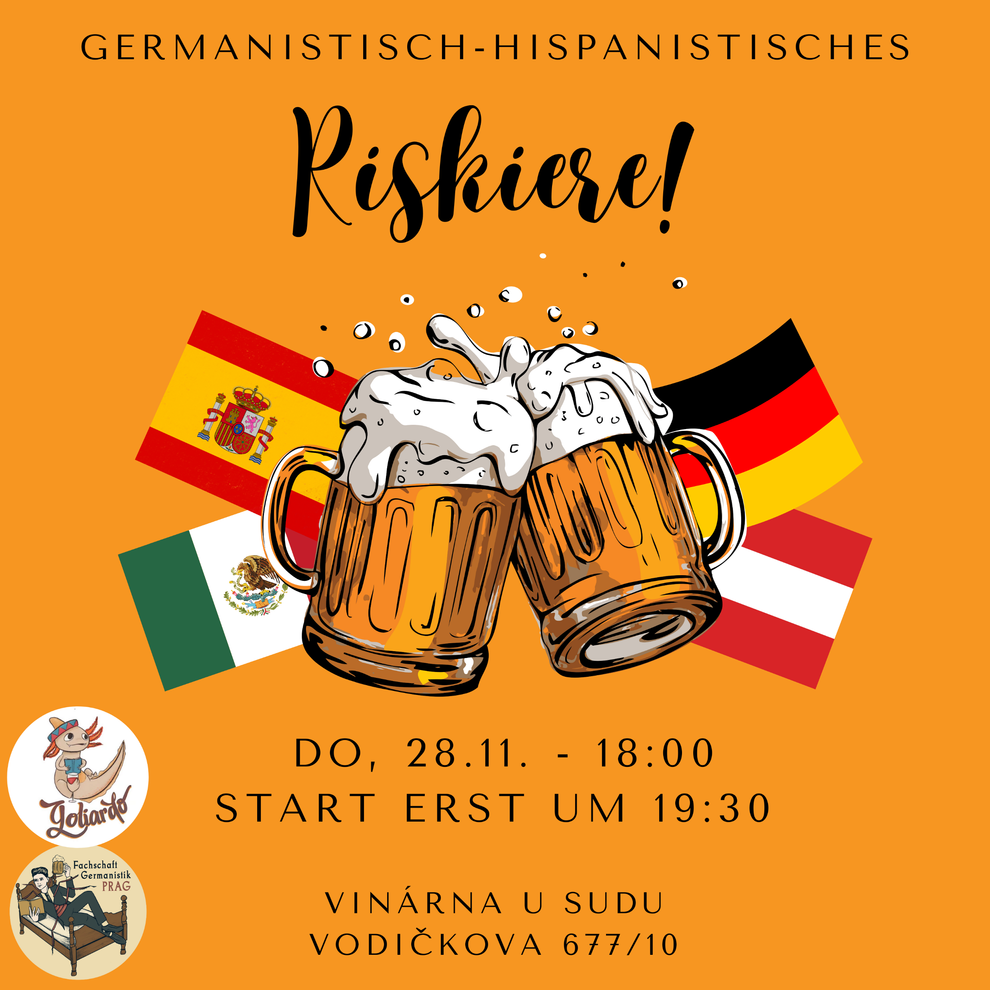 GERMANISTISCH-HISPANISTISCHES
Riskiere!
DO, 28.11. - 18:00
START ERST UM 19:30
Goliardo
Fachschaft
Germanistik
PRAG
VINÁRNA U SUDU
VODIČKOVA 677/10